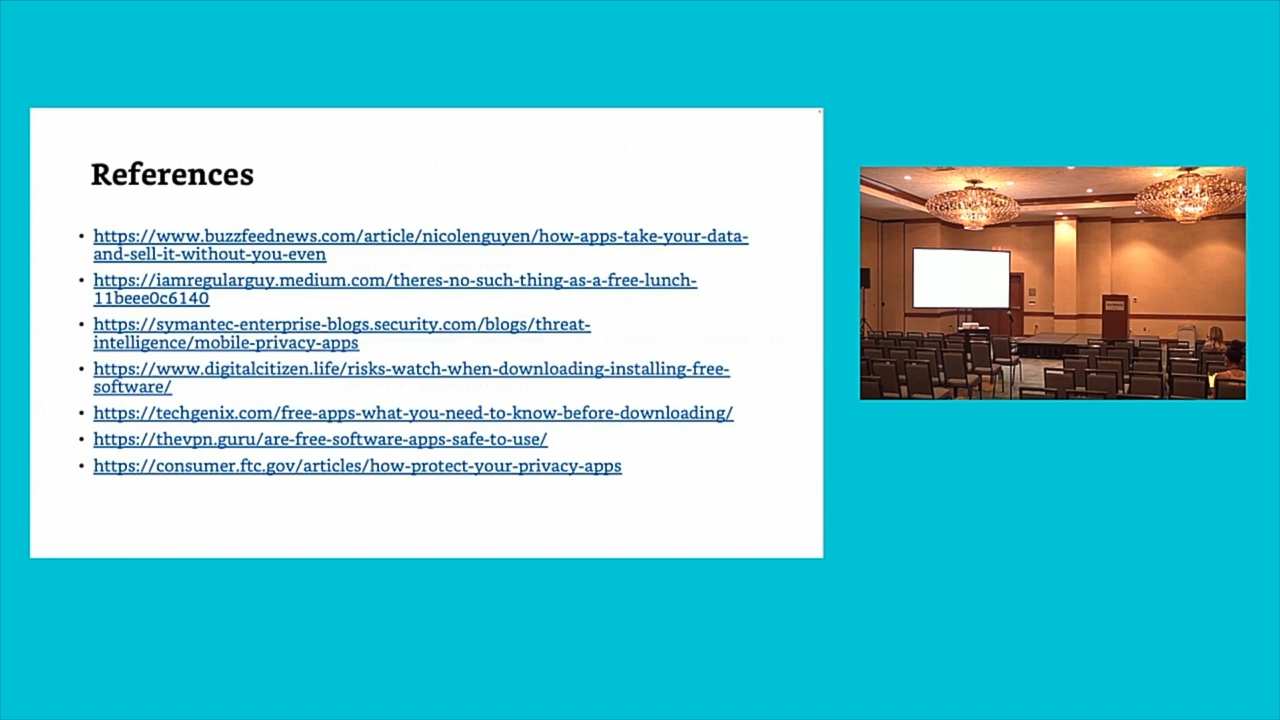 References
• https://www.buzzfeednews.com/article/nicolenguyen/how-apps-take-your-data-
and-sell-it-without-you-even
• https://iamregularguy.medium.com/theres-no-such-thing-as-a-free-lunch-
11beee0c6140
• https://symantec-enterprise-blogs.security.com/blogs/threat-
intelligence/mobile-privacy-apps
• https://www.digitalcitizen.life/risks-watch-when-downloading-installing-free-
software/
• https://techgenix.com/free-apps-what-you-need-to-know-before-downloading/
• https://thevpn.guru/are-free-software-apps-safe-to-use/
• https://consumer.ftc.gov/articles/how-protect-your-privacy-apps